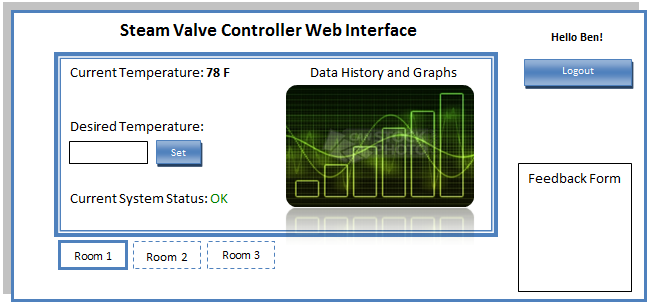 Steam Valve Controller Web Interface
Hello Ben!
Logout
Current Temperature: 78 F
Data History and Graphs
Desired Temperature:
Set
Current System Status: OK
Feedback Form
Room 1
Room 2
Room 3